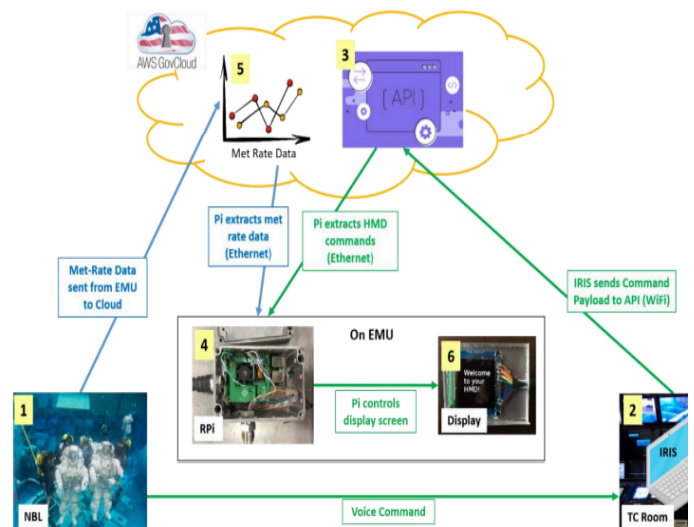 AWS GovCloud
5
3
{ API }
Met Rate Data
Pi extracts met
rate data
(Ethernet)
Pi extracts HMD
commands
(Ethernet)
Met-Rate Data
sent from EMU
to Cloud
IRIS sends Command
Payload to API (WiFi)
On EMU
4
6
Welcome
to your
HMD!
RPi
Pi controls
display screen
Display
1
2
IRIS
NBL
Voice Command
TC Room